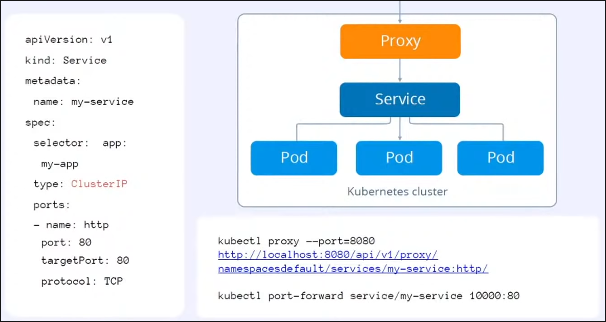 apiVersion: v1
kind: Service
metadata:
name: my-service
spec:
selector: app:
my-app
type: ClusterIP
ports:
- name: http
port: 80
targetPort: 80
protocol: TCP
Proxy
Service
Pod Pod Pod
Kubernetes cluster
kubectl proxy --port=8080
http://localhost:8080/api/v1/proxy/
namespacesdefault/services/my-service:http/
kubectl port-forward service/my-service 10000:80